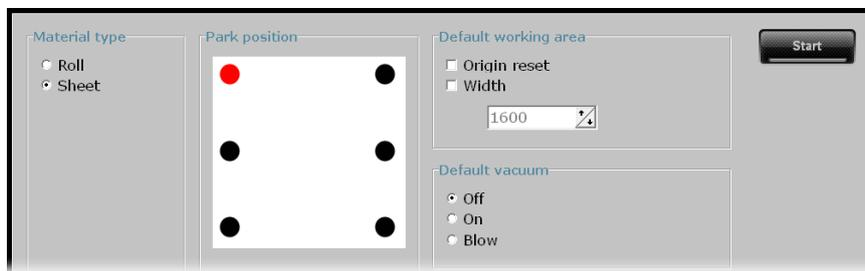 Material type
Roll
Sheet
Park position
Default working area
Origin reset
Width
1600
Default vacuum
Off
On
Blow
Start